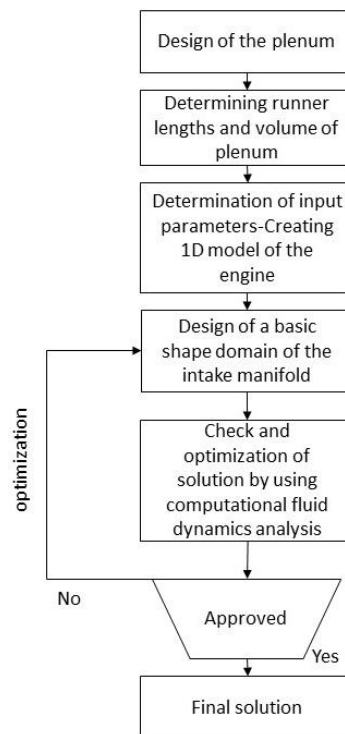 Design of the plenum
Determining runner
lengths and volume of
plenum
Determination of input
parameters-Creating
1D model of the
engine
Design of a basic
shape domain of the
intake manifold
Check and
optimization of
solution by using
computational fluid
dynamics analysis
optimization
No
Approved
Yes
Final solution